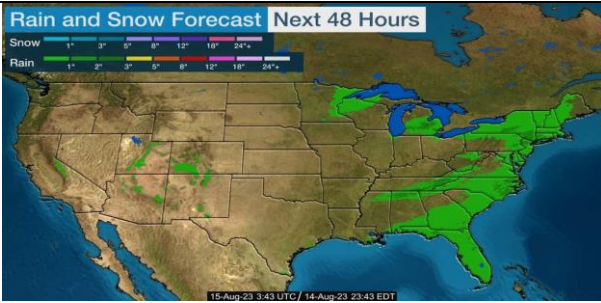 Rain and Snow Forecast Next 48 Hours
Snow 1" 3" 5" 8" 12" 18" 24"+
Rain 1" 2" 3" 5" 8" 12" 18" 24"+
15-Aug-23 3:43 UTC / 14-Aug-23 23:43 EDT